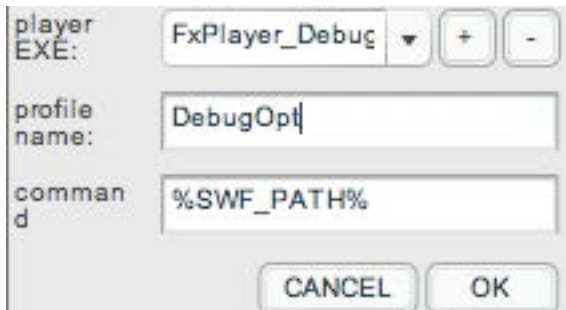 player
EXE:
FxPlayer_Debug
+
-
profile
name:
DebugOpt
comman
d
%SWF_PATH%
CANCEL
OK